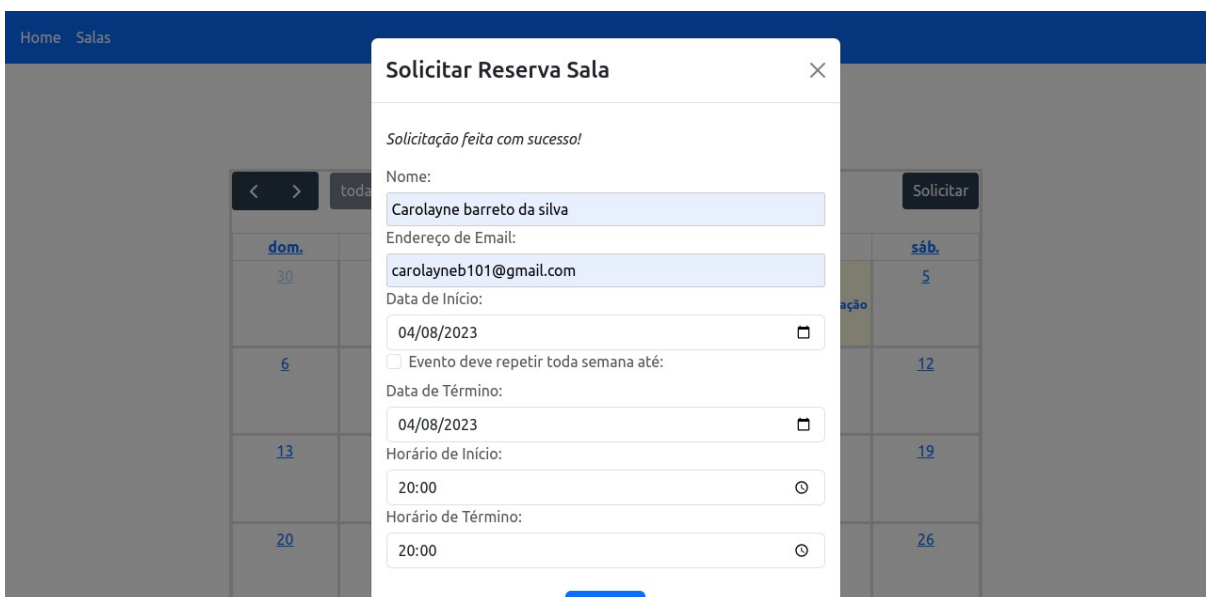 Home Salas
Solicitar Reserva Sala
Solicitação feita com sucesso!
Nome:
Carolayne barreto da silva
Endereço de Email:
carolayneb101@gmail.com
Data de Início:
04/08/2023
Evento deve repetir toda semana até:
Data de Término:
04/08/2023
Horário de Início:
20:00
Horário de Término:
20:00
Solicitar
dom. sáb.
30 5
6 12
13 19
20 26